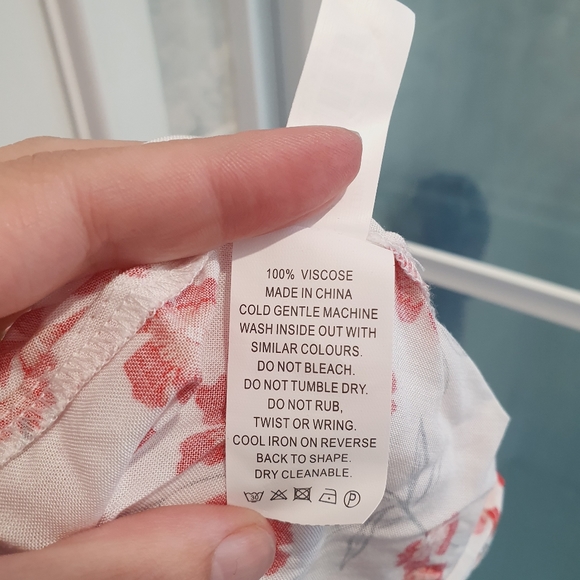 100% VISCOSE
MADE IN CHINA
COLD GENTLE MACHINE
WASH INSIDE OUT WITH
SIMILAR COLOURS.
DO NOT BLEACH.
DO NOT TUMBLE DRY.
DO NOT RUB,
TWIST OR WRING.
COOL IRON ON REVERSE
BACK TO SHAPE.
DRY CLEANABLE.
P